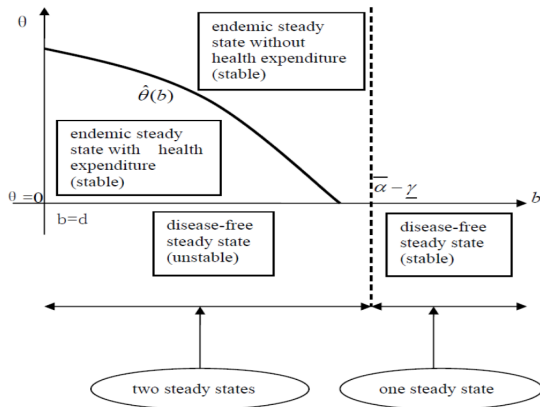 θ
endemic steady
state without
health expenditure
(stable)
θ̂(b)
endemic steady
state with health
expenditure
(stable)
θ=0
b=d
α̅ − γ̲
b
disease-free
steady state
(unstable)
disease-free
steady state
(stable)
two steady states
one steady state